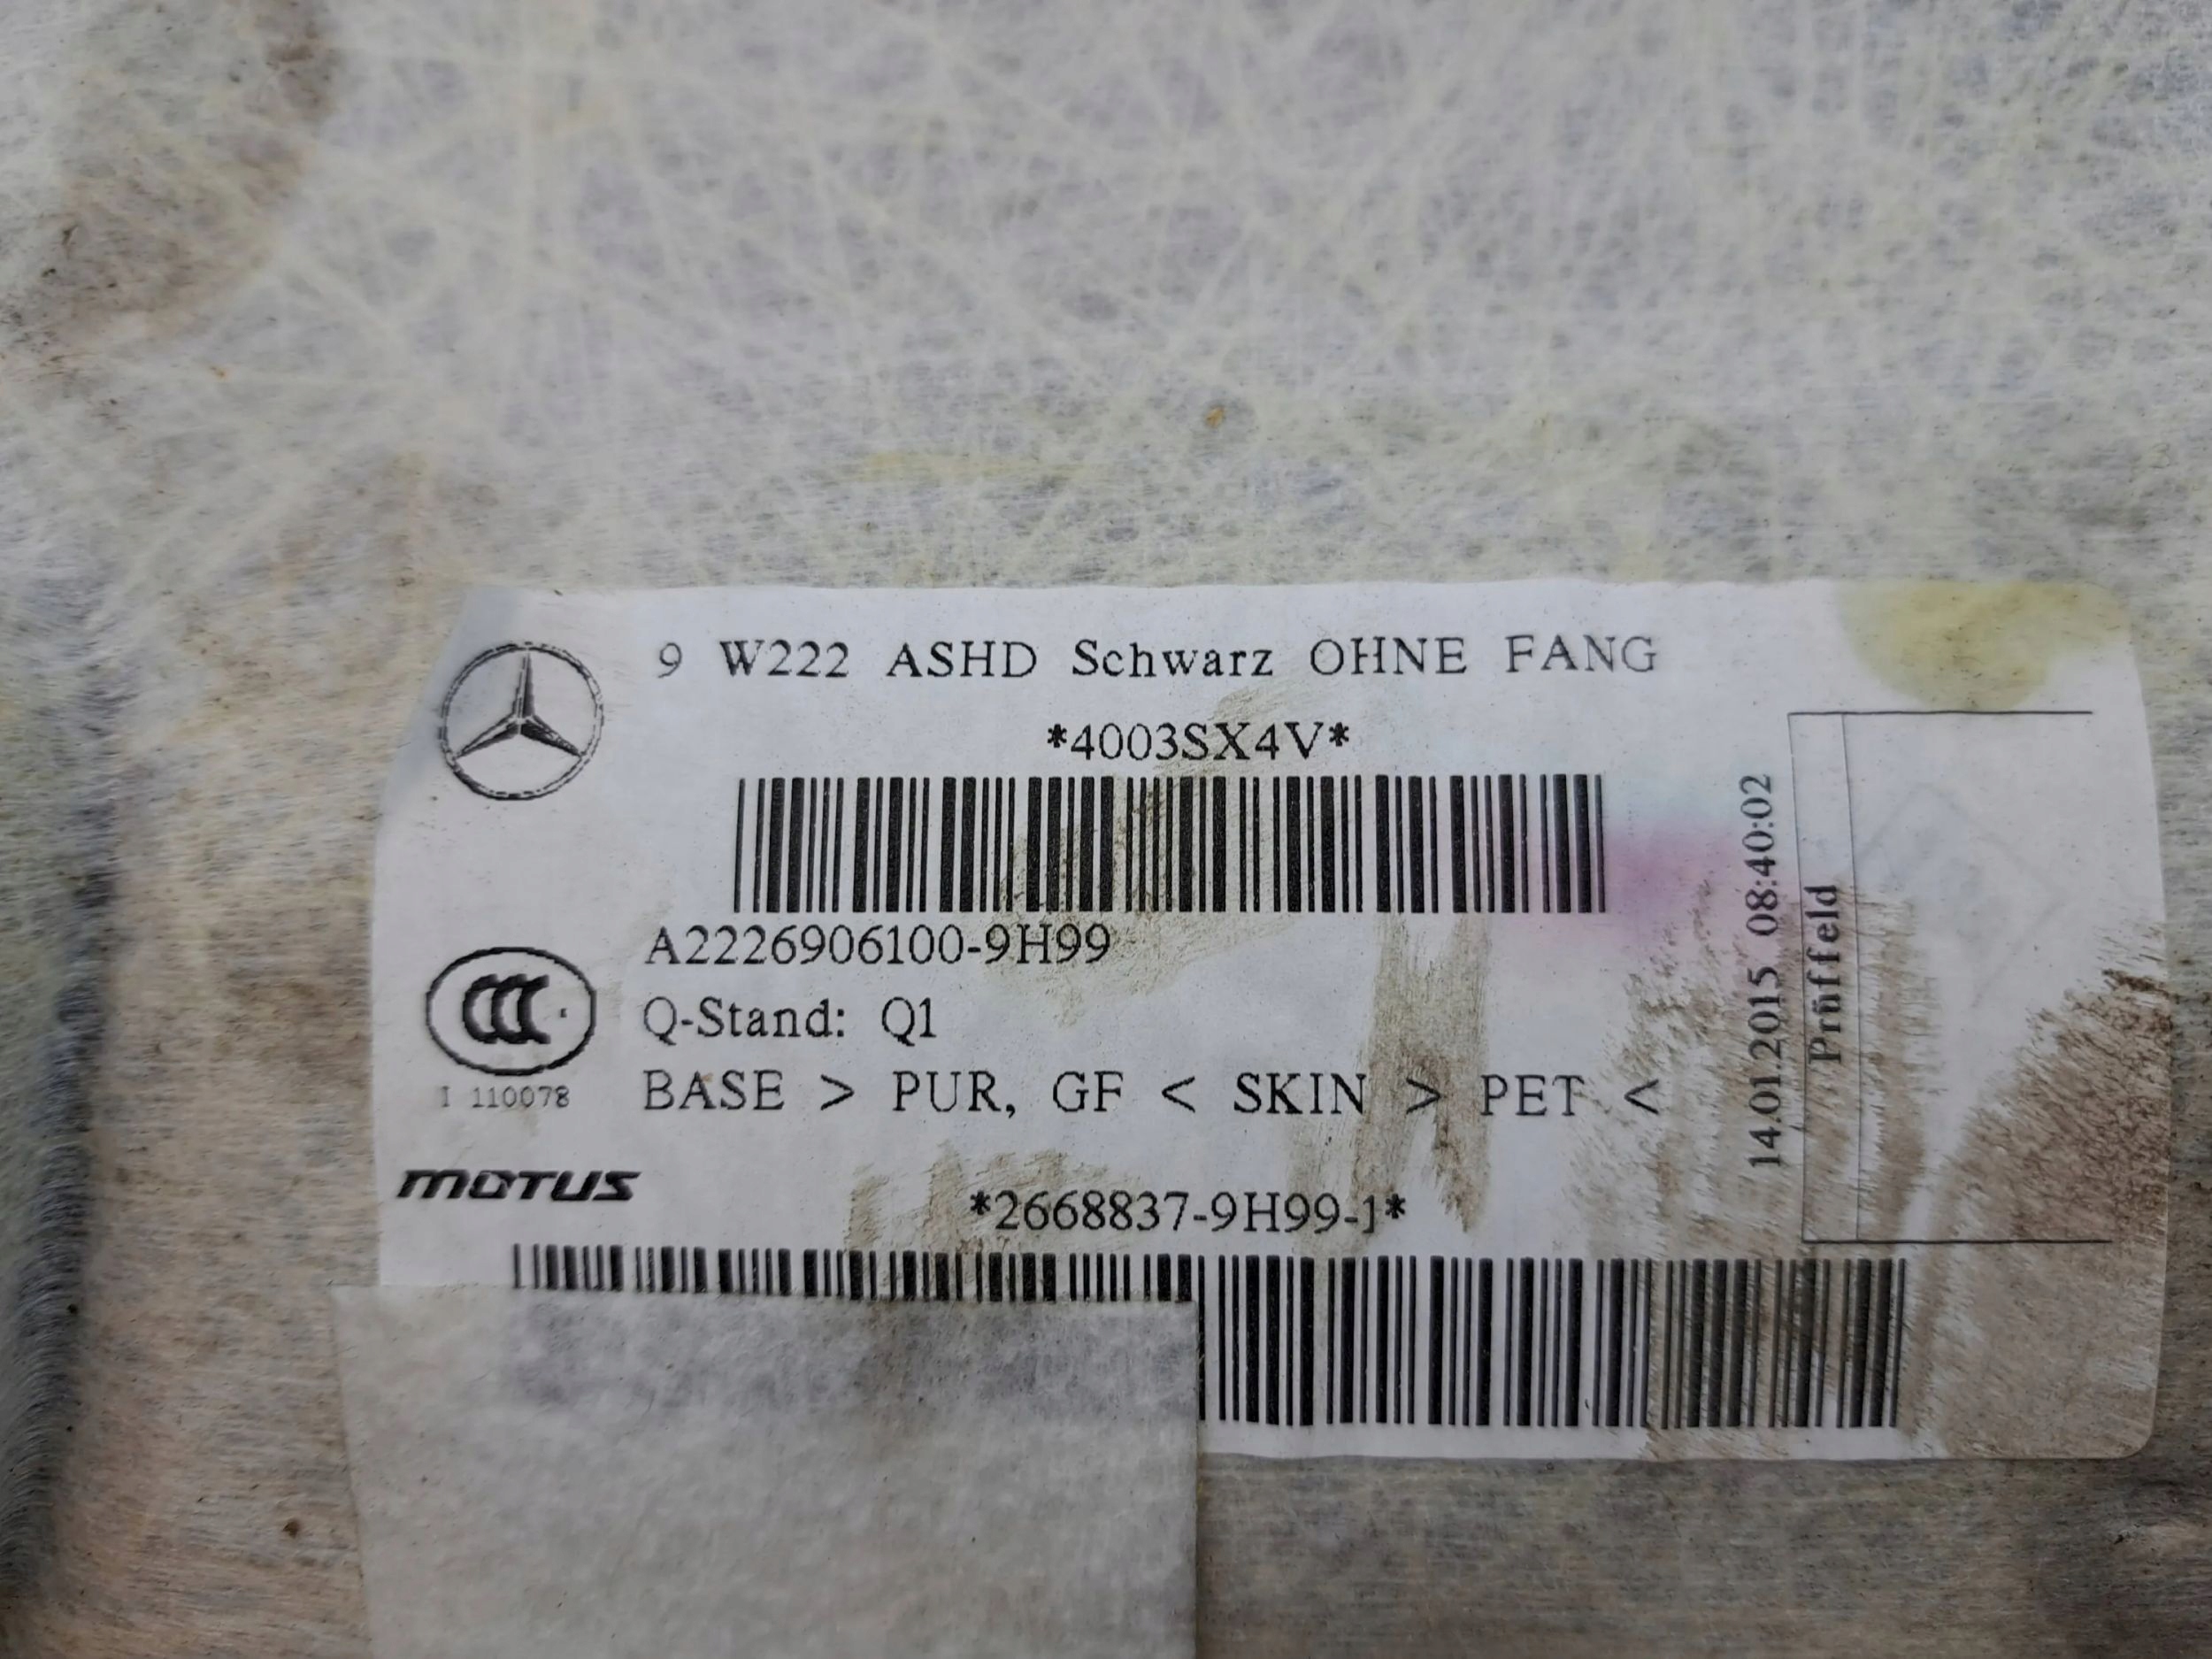 9 W222 ASHD Schwarz OHNE FANG
*4003SX4V*
A2226906100-9H99
Q-Stand: Q1
BASE > PUR, GF < SKIN > PET <
I 110078
MOTUS
*2668837-9H99-1*
14.01.2015 08:40:02
Prüffeld